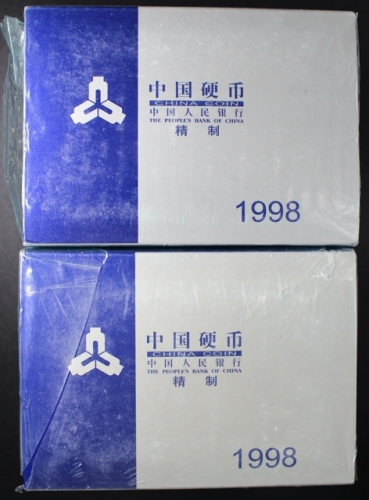 中国硬币
CHINA COIN
中国人民银行
THE PEOPLE'S BANK OF CHINA
精 制
1998
中国硬币
CHINA COIN
中国人民银行
THE PEOPLE'S BANK OF CHINA
精 制
1998